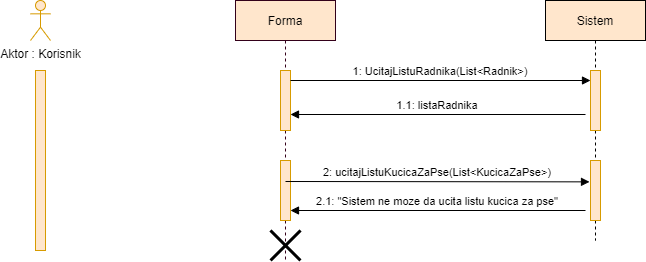 Forma
Sistem
Aktor : Korisnik
1: UcitajListuRadnika(List<Radnik>)
1.1: listaRadnika
2: ucitajListuKucicaZaPse(List<KucicaZaPse>)
2.1: "Sistem ne moze da ucita listu kucica za pse"